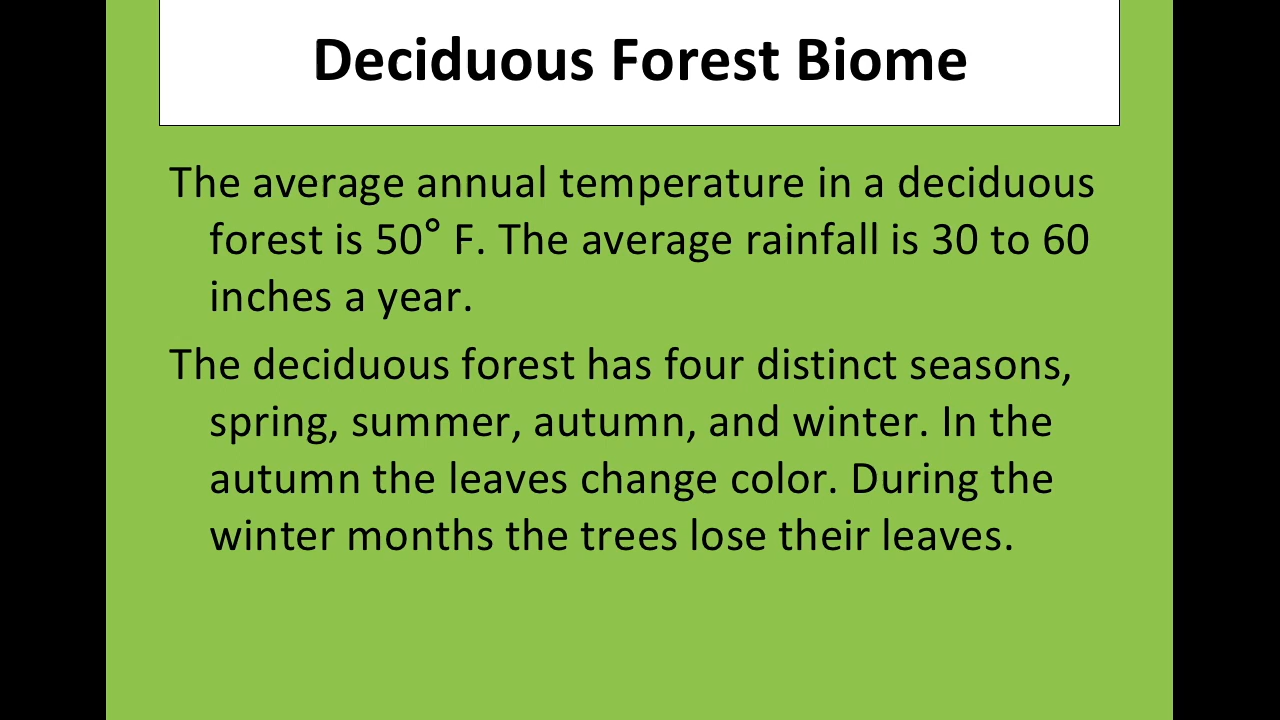 Deciduous Forest Biome
The average annual temperature in a deciduous
forest is 50° F. The average rainfall is 30 to 60
inches a year.
The deciduous forest has four distinct seasons,
spring, summer, autumn, and winter. In the
autumn the leaves change color. During the
winter months the trees lose their leaves.